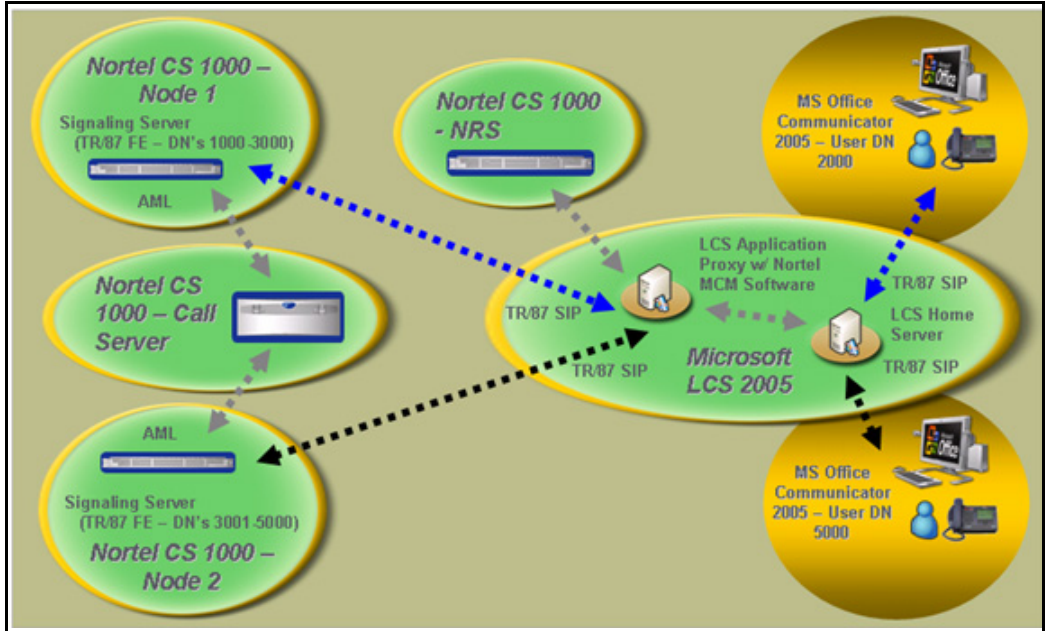 Nortel CS 1000 –
Node 1
Signaling Server
(TR/87 FE – DN's 1000-3000)
AML
Nortel CS 1000
- NRS
MS Office
Communicator
2005 – User DN
2000
Office
Nortel CS
1000 – Call
Server
LCS Application
Proxy w/ Nortel
MCM Software
TR/87 SIP
TR/87 SIP
LCS Home
Server
TR/87 SIP
TR/87 SIP
Microsoft
LCS 2005
AML
Signaling Server
(TR/87 FE – DN's 3001-5000)
Nortel CS 1000 –
Node 2
MS Office
Communicator
2005 – User DN
5000
Office